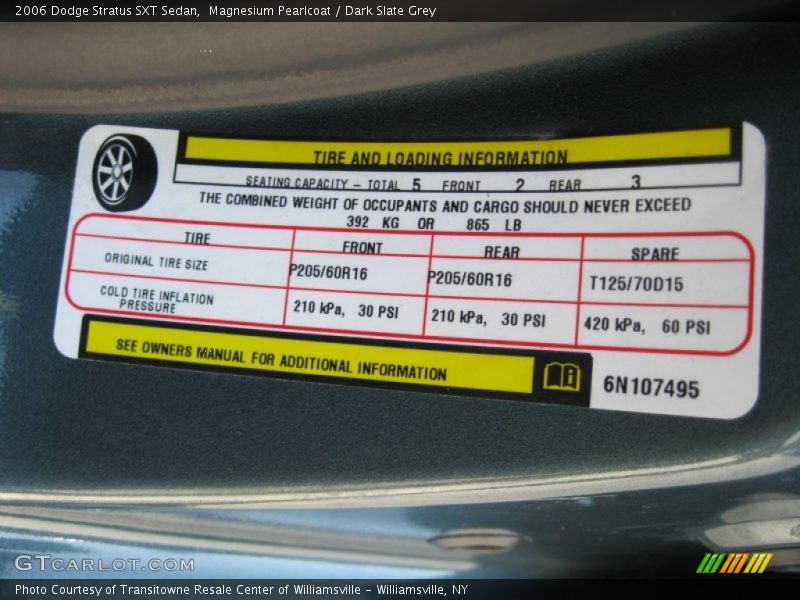 2006 Dodge Stratus SXT Sedan,  Magnesium Pearlcoat / Dark Slate Grey
TIRE AND LOADING INFORMATION
SEATING CAPACITY - TOTAL 5 FRONT 2 REAR 3
THE COMBINED WEIGHT OF OCCUPANTS AND CARGO SHOULD NEVER EXCEED
392 KG OR 865 LB
TIRE FRONT REAR SPARE
ORIGINAL TIRE SIZE P205/60R16 P205/60R16 T125/70D15
COLD TIRE INFLATION
PRESSURE 210 kPa, 30 PSI 210 kPa, 30 PSI 420 kPa, 60 PSI
SEE OWNERS MANUAL FOR ADDITIONAL INFORMATION
6N107495
GTCARLOT.COM
Photo Courtesy of Transitowne Resale Center of Williamsville - Williamsville, NY